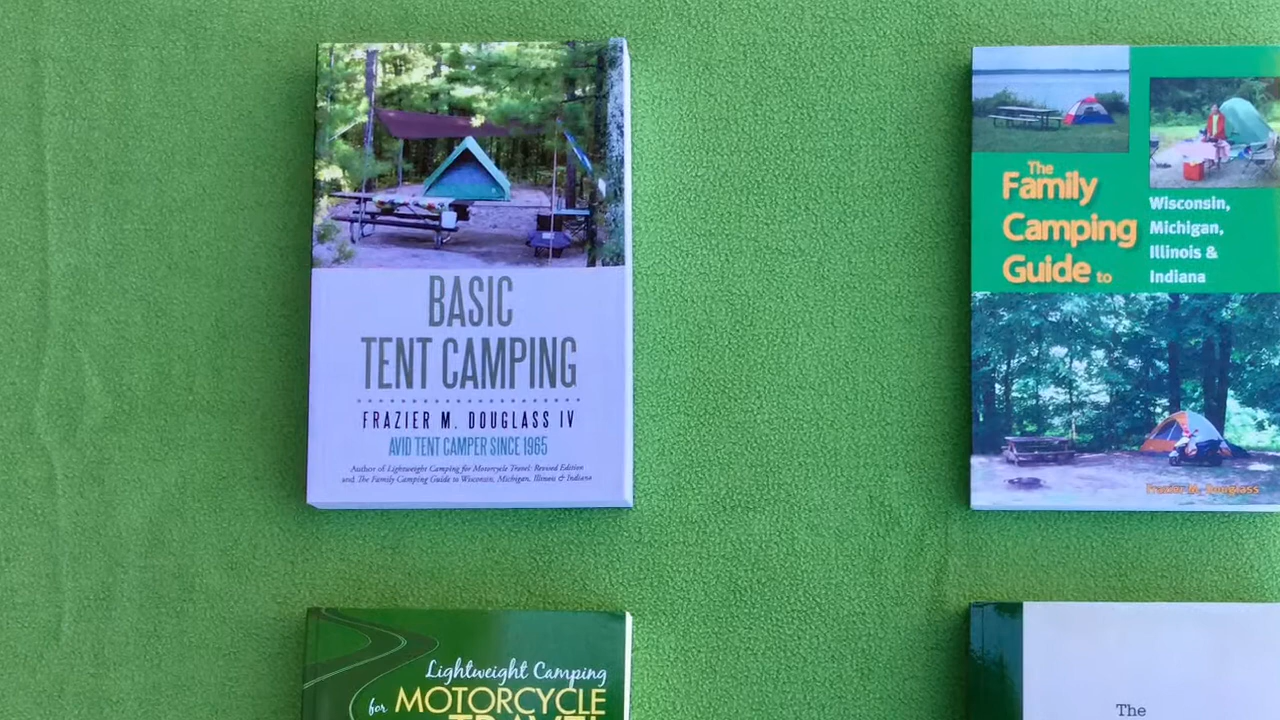 BASIC
TENT CAMPING
FRAZIER M. DOUGLASS IV
AVID TENT CAMPER SINCE 1965
Author of Lightweight Camping for Motorcycle Travel: Revised Edition
and The Family Camping Guide to Wisconsin, Michigan, Illinois & Indiana
The
Family
Camping
Guide to
Wisconsin,
Michigan,
Illinois &
Indiana
Frazier M. Douglass
Lightweight Camping
for MOTORCYCLE
TRAVEL
The